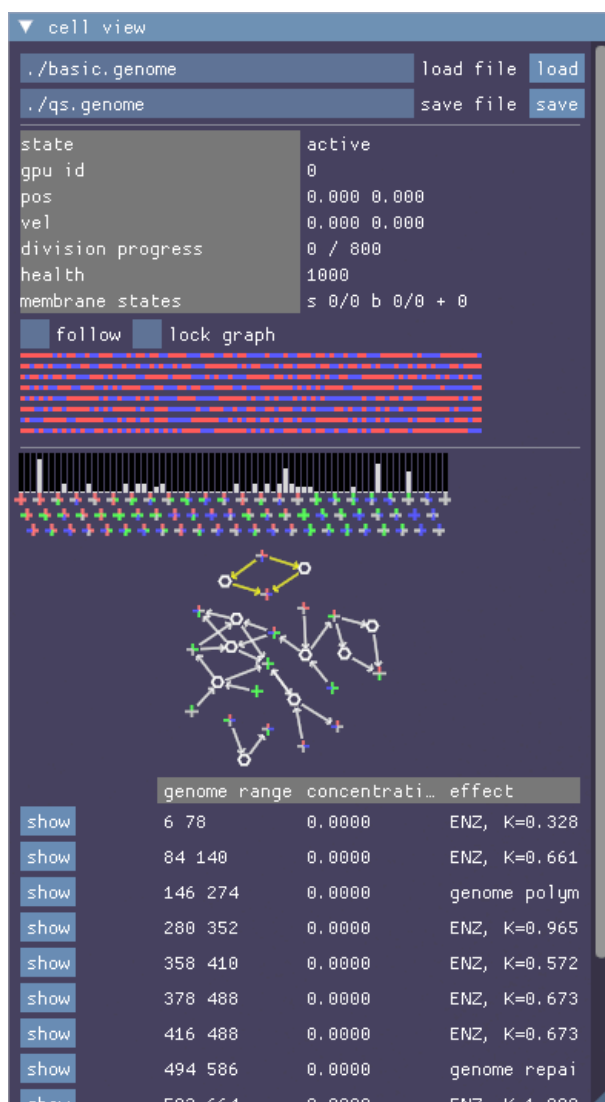 cell view
./basic.genome load file load
./qs.genome save file save
state active
gpu id 0
pos 0.000 0.000
vel 0.000 0.000
division progress 0 / 800
health 1000
membrane states s 0/0 b 0/0 + 0
follow lock graph
genome range concentrati… effect
show 6 78 0.0000 ENZ, K=0.328
show 84 140 0.0000 ENZ, K=0.661
show 146 274 0.0000 genome polym
show 280 352 0.0000 ENZ, K=0.965
show 358 410 0.0000 ENZ, K=0.572
show 378 488 0.0000 ENZ, K=0.673
show 416 488 0.0000 ENZ, K=0.673
show 494 586 0.0000 genome repai